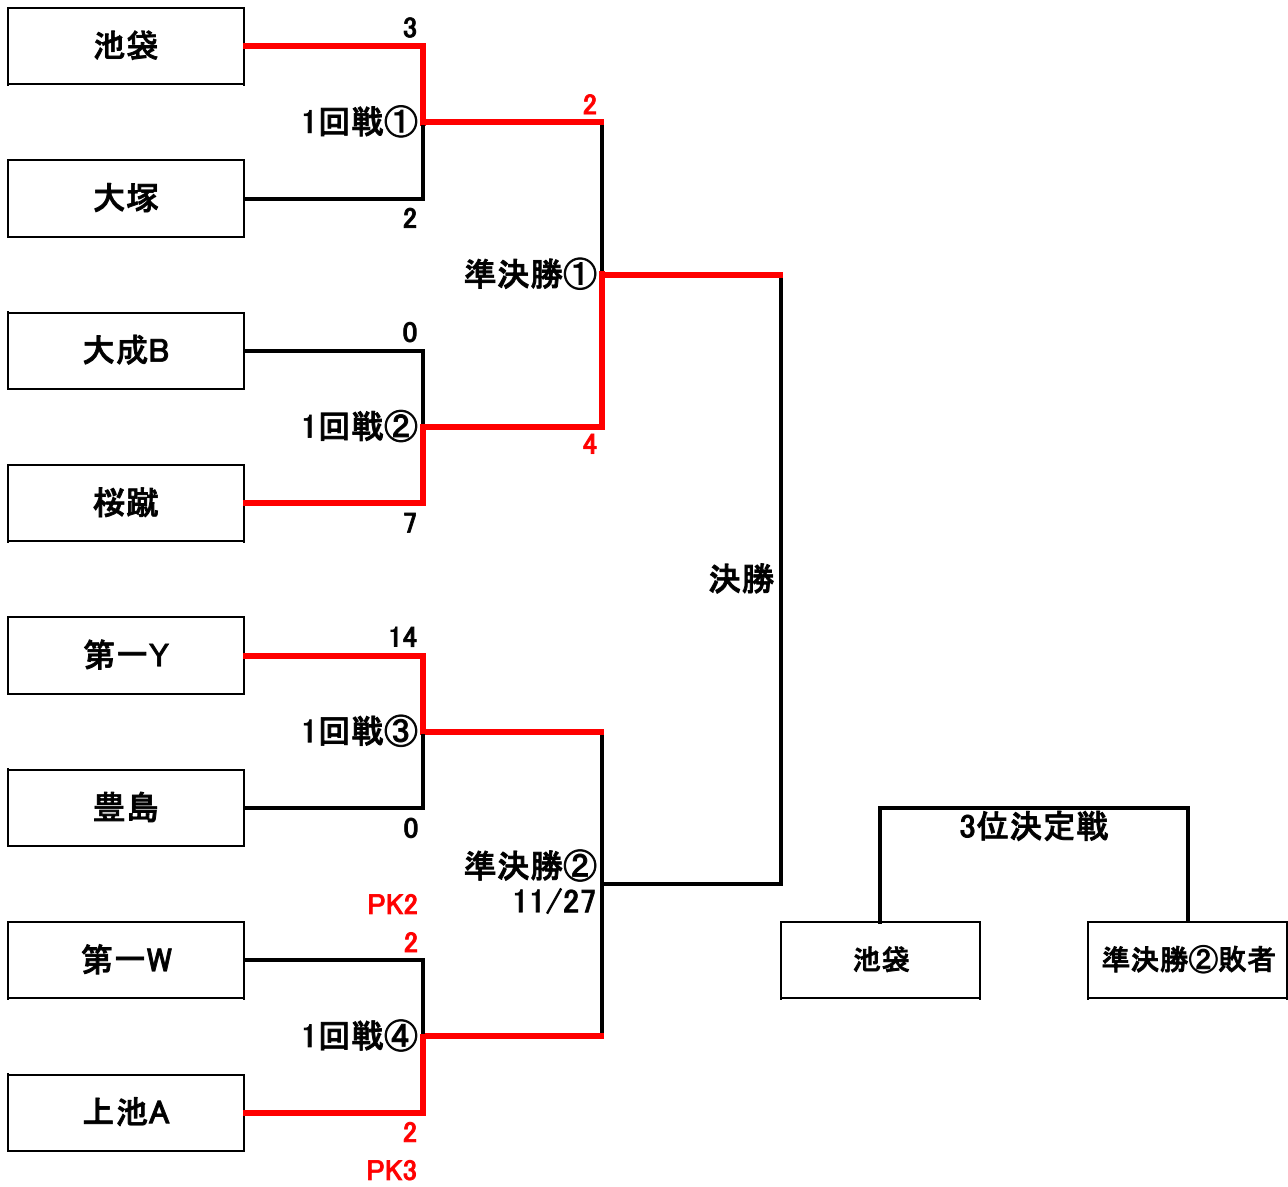 池袋
3
1回戦①
2
大塚
2
準決勝①
大成B
0
1回戦②
4
桜蹴
7
決勝
第一Y
14
1回戦③
豊島
0
3位決定戦
準決勝②
11/27
PK2
2
第一W
池袋
準決勝②敗者
1回戦④
上池A
2
PK3